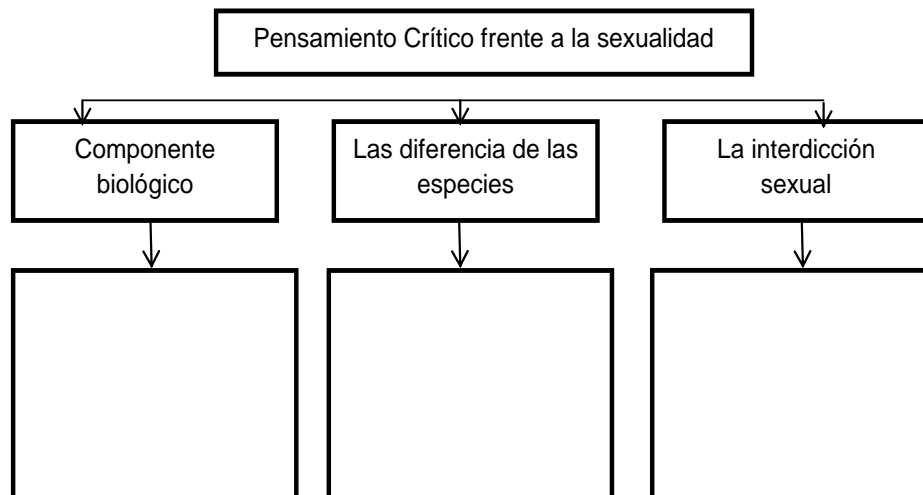 Pensamiento Crítico frente a la sexualidad
Componente
biológico
Las diferencia de las
especies
La interdicción
sexual